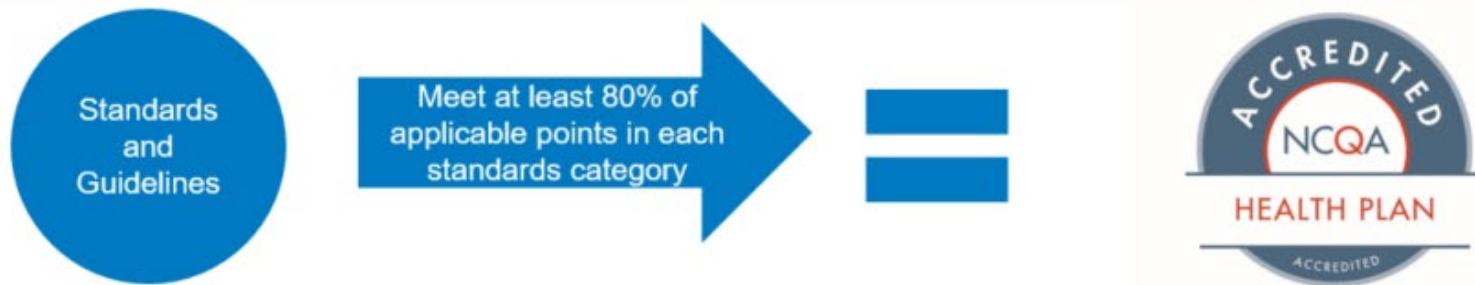 Standards
and
Guidelines
Meet at least 80% of
applicable points in each
standards category
ACCREDITED
NCQA
HEALTH PLAN
ACCREDITED